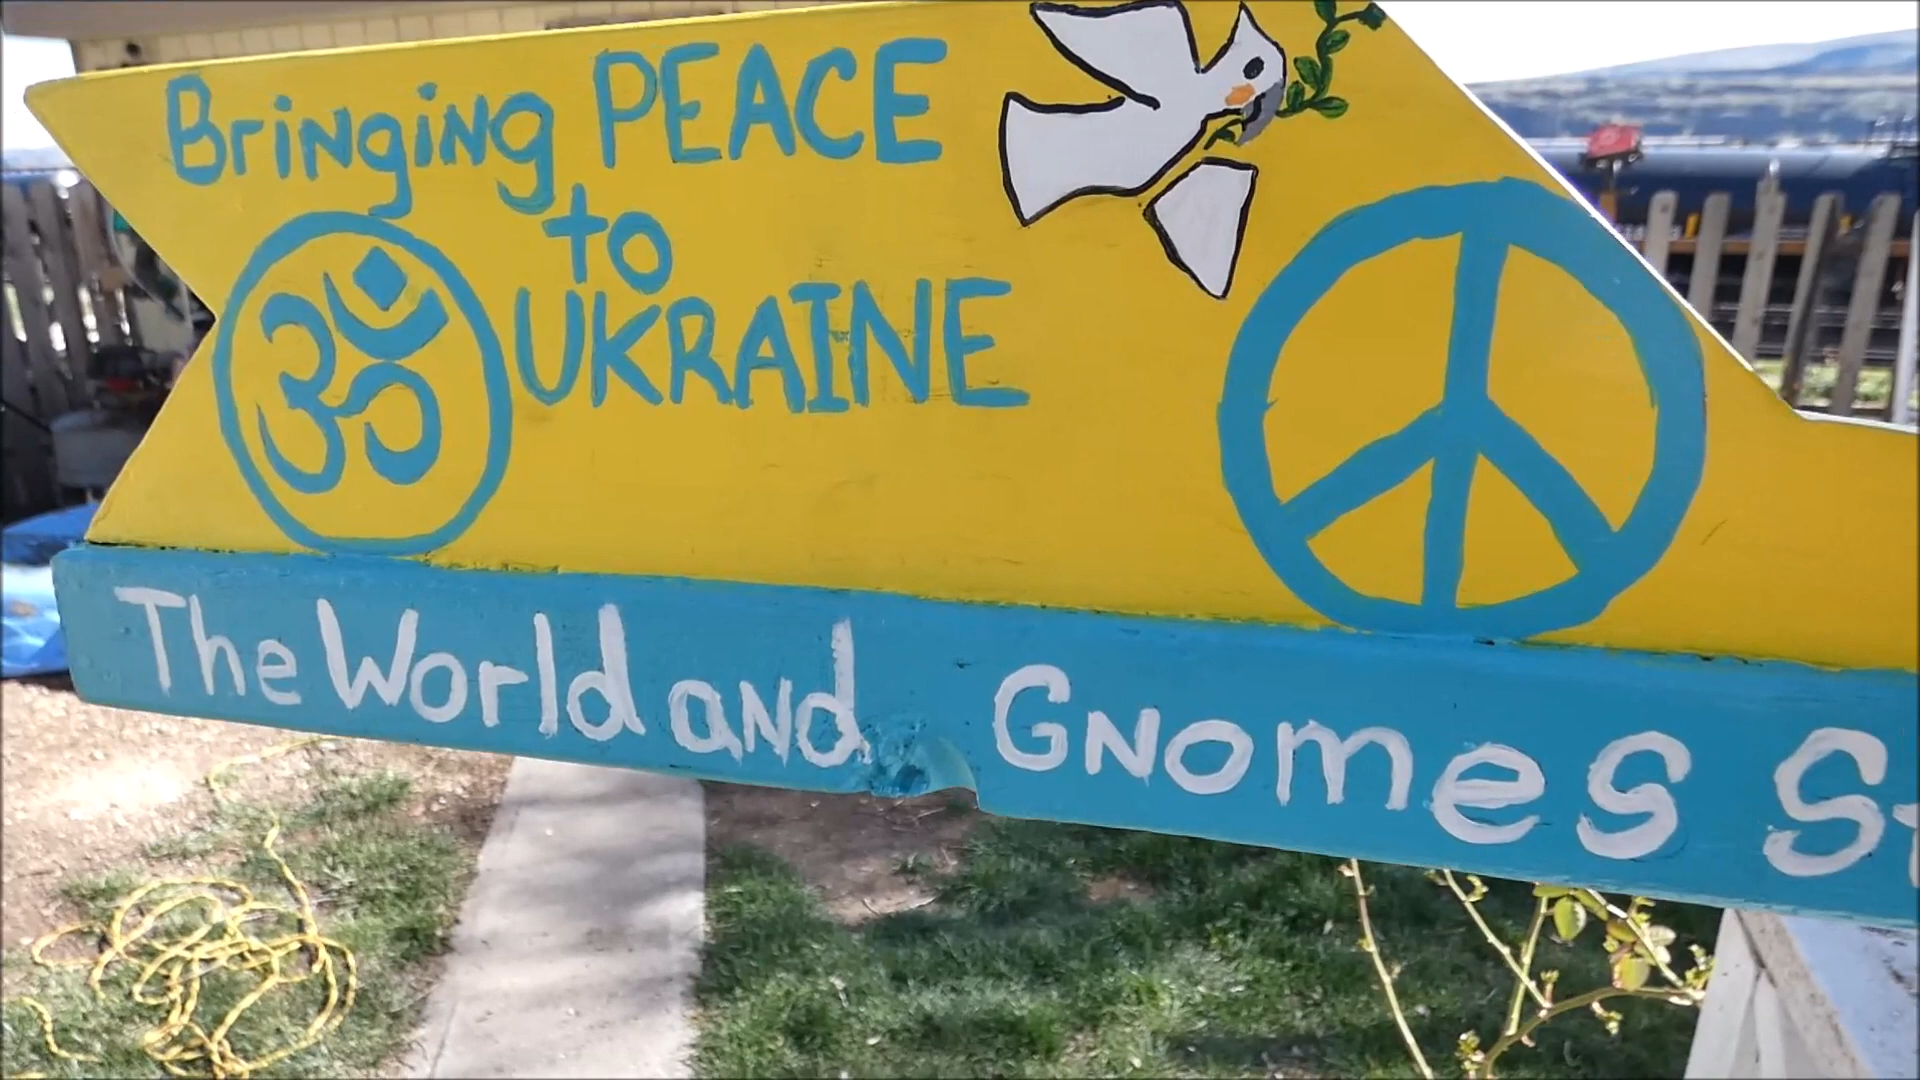 Bringing PEACE
to
UKRAINE
ॐ
The World and Gnomes